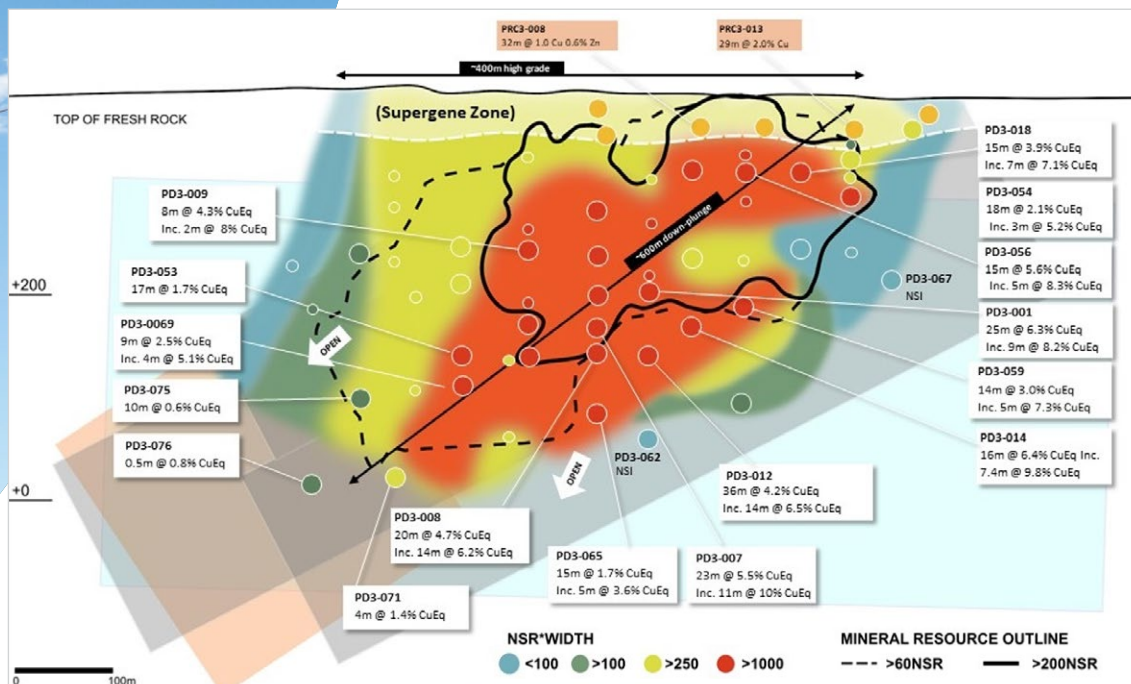 PRC3-008
32m @ 1.0 Cu 0.6% Zn
PRC3-013
29m @ 2.0% Cu
~400m high grade
(Supergene Zone)
TOP OF FRESH ROCK
PD3-018
15m @ 3.9% CuEq
Inc. 7m @ 7.1% CuEq
PD3-009
8m @ 4.3% CuEq
Inc. 2m @ 8% CuEq
PD3-054
18m @ 2.1% CuEq
Inc. 3m @ 5.2% CuEq
~600m down-plunge
PD3-056
15m @ 5.6% CuEq
Inc. 5m @ 8.3% CuEq
PD3-053
17m @ 1.7% CuEq
PD3-067
NSI
+200
PD3-001
25m @ 6.3% CuEq
Inc. 9m @ 8.2% CuEq
PD3-0069
9m @ 2.5% CuEq
Inc. 4m @ 5.1% CuEq
OPEN
PD3-059
14m @ 3.0% CuEq
Inc. 5m @ 7.3% CuEq
PD3-075
10m @ 0.6% CuEq
PD3-014
16m @ 6.4% CuEq Inc.
7.4m @ 9.8% CuEq
PD3-076
0.5m @ 0.8% CuEq
PD3-062
NSI
OPEN
+0
PD3-012
36m @ 4.2% CuEq
Inc. 14m @ 6.5% CuEq
PD3-008
20m @ 4.7% CuEq
Inc. 14m @ 6.2% CuEq
PD3-065
15m @ 1.7% CuEq
Inc. 5m @ 3.6% CuEq
PD3-007
23m @ 5.5% CuEq
Inc. 11m @ 10% CuEq
PD3-071
4m @ 1.4% CuEq
NSR*WIDTH
<100 >100 >250 >1000
MINERAL RESOURCE OUTLINE
>60NSR >200NSR
0 100m